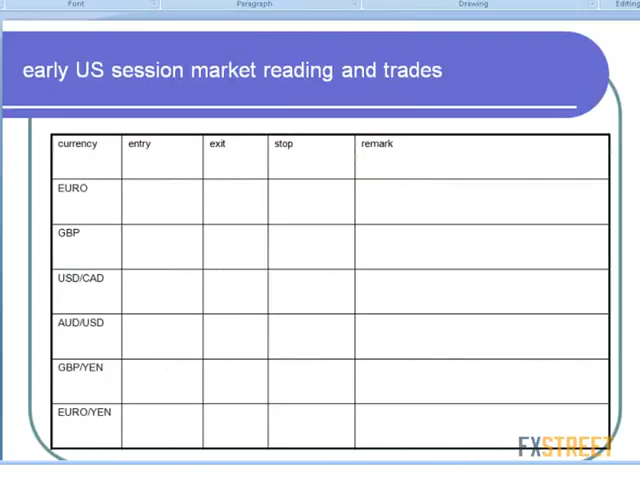 Font Paragraph Drawing Editing
early US session market reading and trades
currency entry exit stop remark
EURO
GBP
USD/CAD
AUD/USD
GBP/YEN
EURO/YEN
FXSTREET